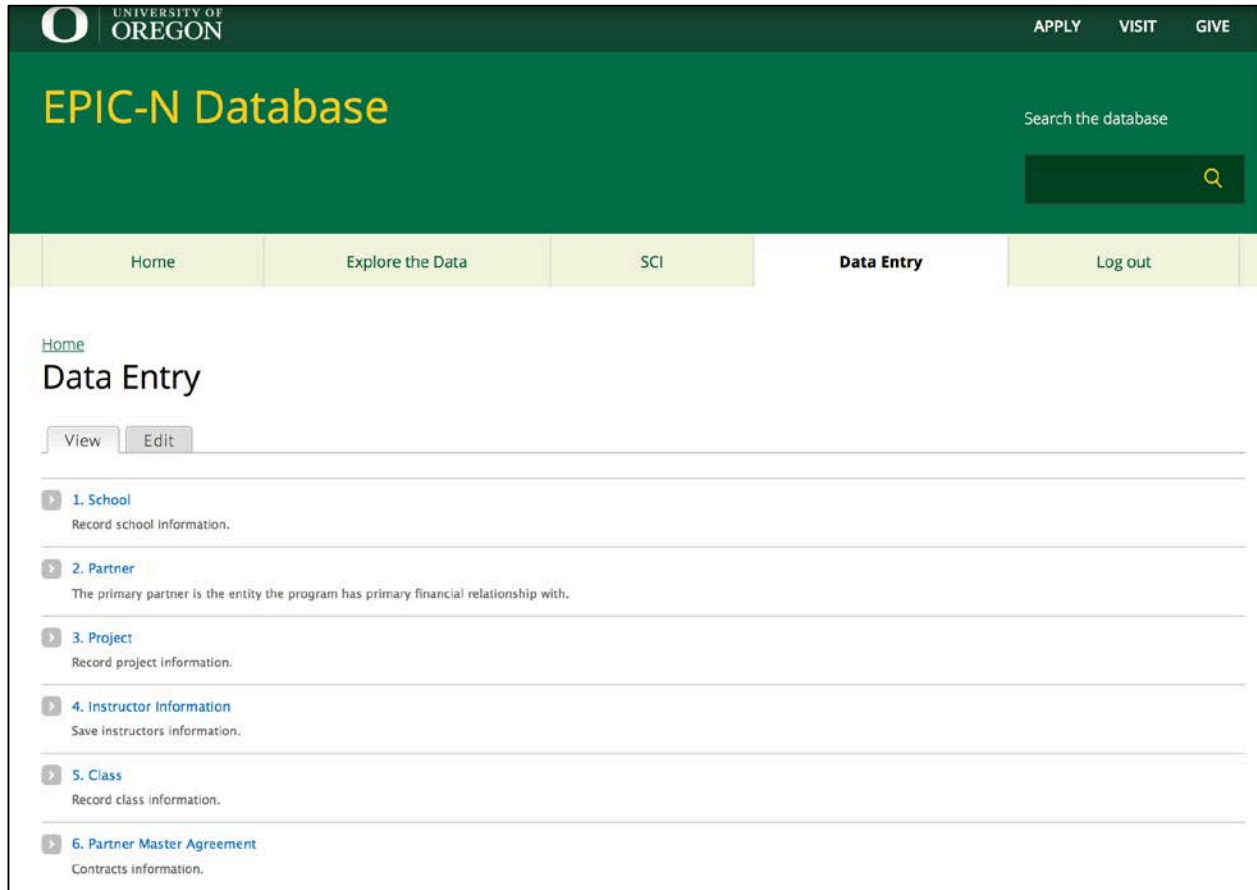 O UNIVERSITY OF
OREGON
APPLY VISIT GIVE
EPIC-N Database
Search the database
Home Explore the Data SCI Data Entry Log out
Home
Data Entry
View Edit
1. School
Record school information.
2. Partner
The primary partner is the entity the program has primary financial relationship with.
3. Project
Record project information.
4. Instructor Information
Save instructors information.
5. Class
Record class information.
6. Partner Master Agreement
Contracts information.